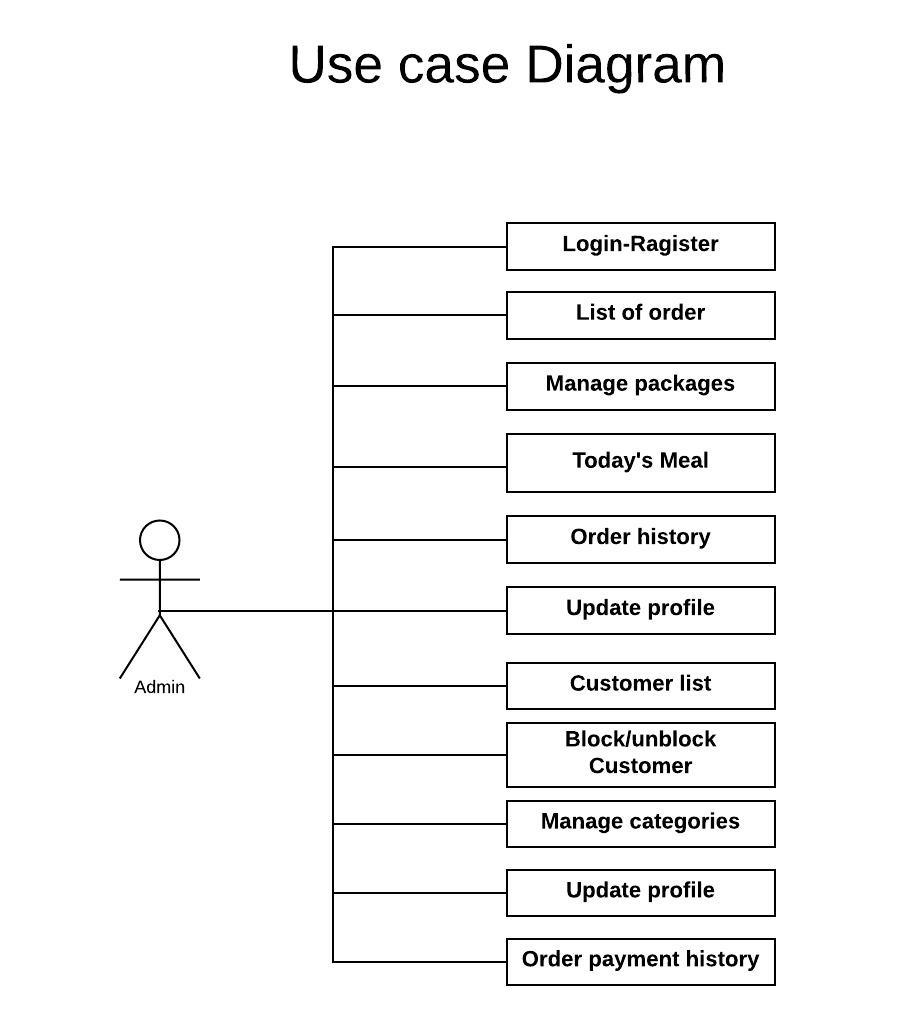 Use case Diagram
Login-Ragister
List of order
Manage packages
Today's Meal
Order history
Update profile
Customer list
Block/unblock
Customer
Manage categories
Update profile
Order payment history
Admin